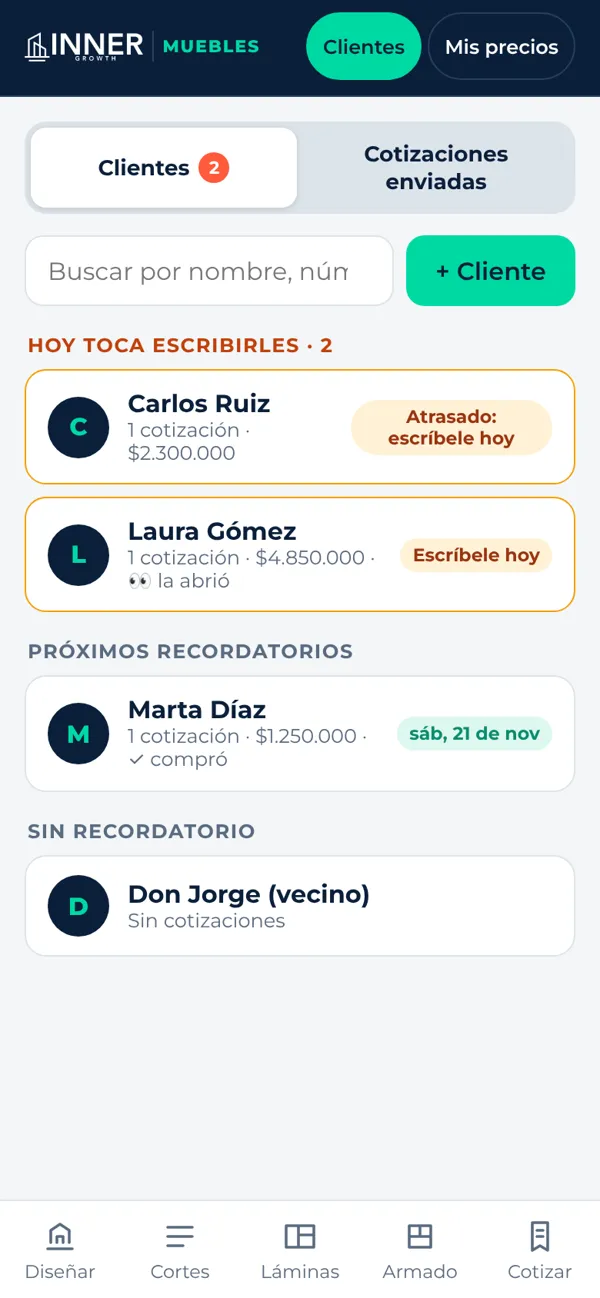 INNER
GROWTH
MUEBLES
Clientes
Mis precios
Clientes 2
Cotizaciones
enviadas
Buscar por nombre, núm
+ Cliente
HOY TOCA ESCRIBIRLES · 2
C
Carlos Ruiz
1 cotización ·
$2.300.000
Atrasado:
escríbele hoy
L
Laura Gómez
1 cotización · $4.850.000 ·
👀 la abrió
Escríbele hoy
PRÓXIMOS RECORDATORIOS
M
Marta Díaz
1 cotización · $1.250.000 ·
✓ compró
sáb, 21 de nov
SIN RECORDATORIO
D
Don Jorge (vecino)
Sin cotizaciones
Diseñar
Cortes
Láminas
Armado
Cotizar